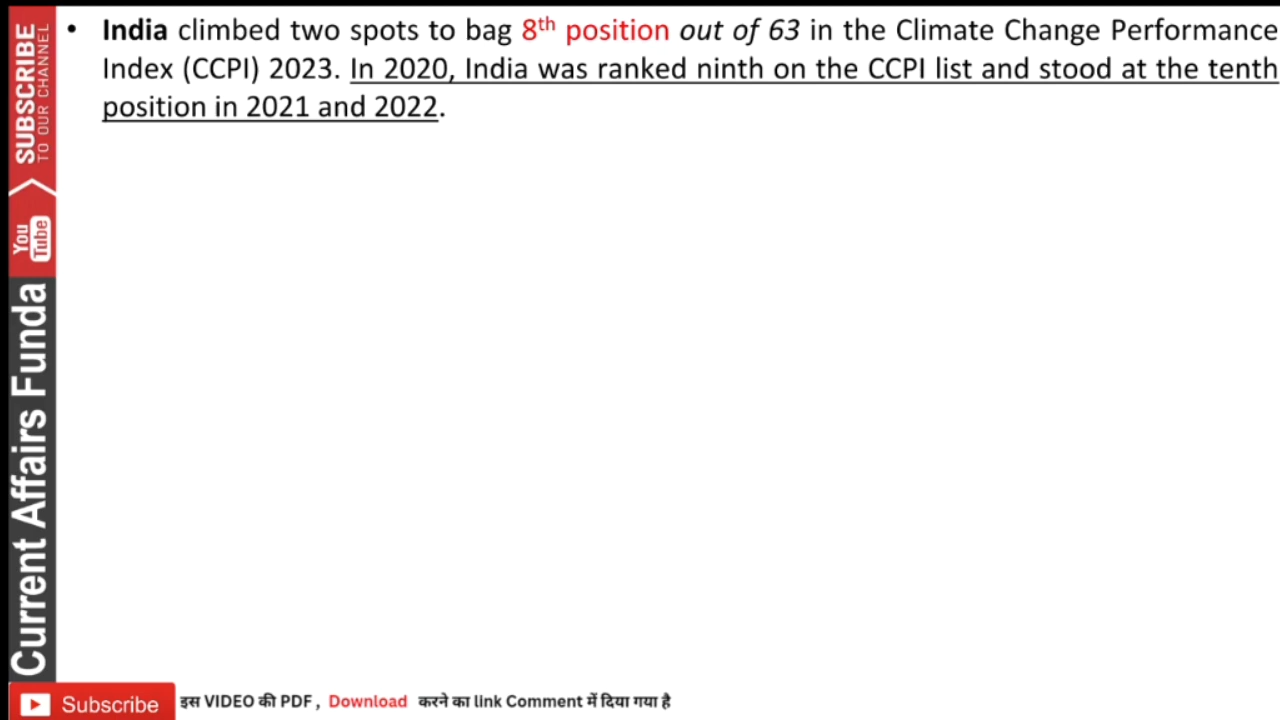 • India climbed two spots to bag 8th position out of 63 in the Climate Change Performance
Index (CCPI) 2023. In 2020, India was ranked ninth on the CCPI list and stood at the tenth
position in 2021 and 2022.
SUBSCRIBE
TO OUR CHANNEL
You
Tube
Current Affairs Funda
Subscribe
इस VIDEO की PDF , Download करने का link Comment में दिया गया है